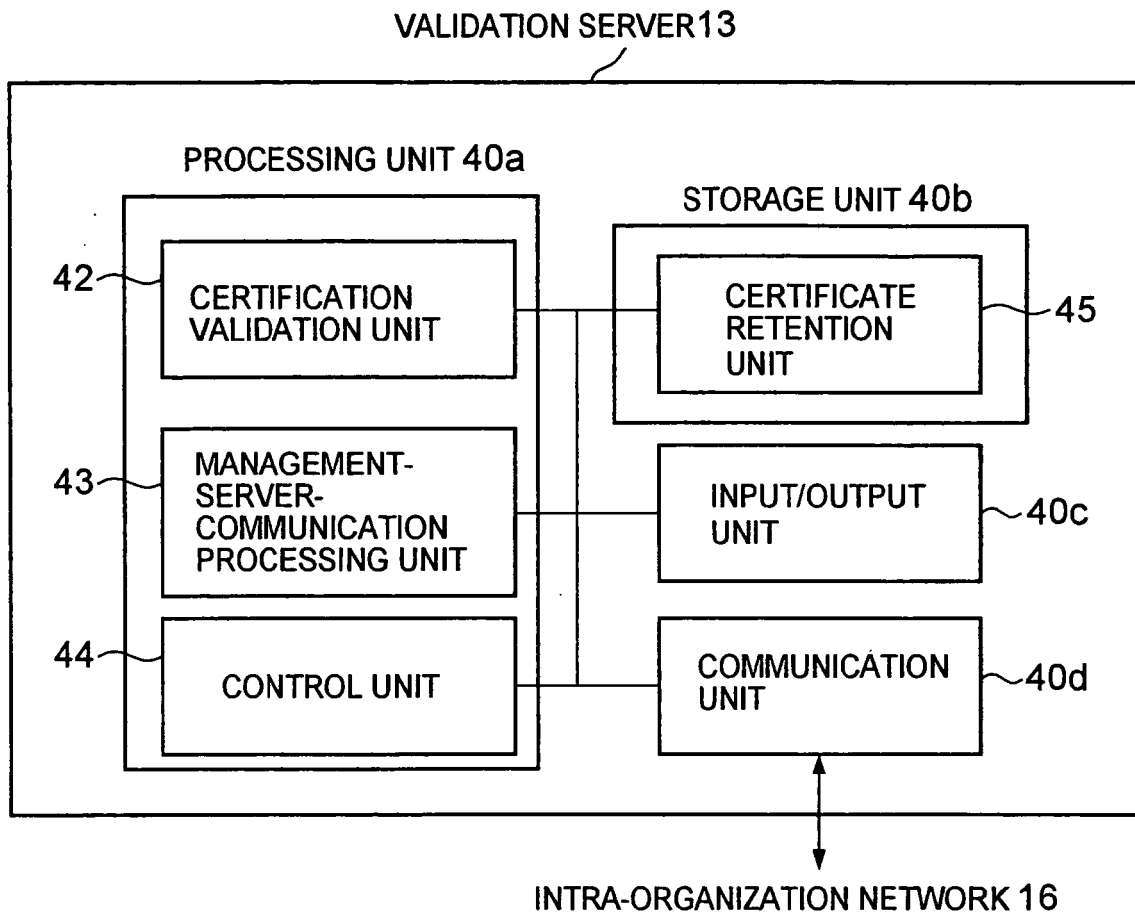 VALIDATION SERVER13
PROCESSING UNIT 40a
STORAGE UNIT 40b
42
CERTIFICATION
VALIDATION UNIT
CERTIFICATE
RETENTION
UNIT
45
43
MANAGEMENT-
SERVER-
COMMUNICATION
PROCESSING UNIT
INPUT/OUTPUT
UNIT
40c
44
CONTROL UNIT
COMMUNICATION
UNIT
40d
INTRA-ORGANIZATION NETWORK 16